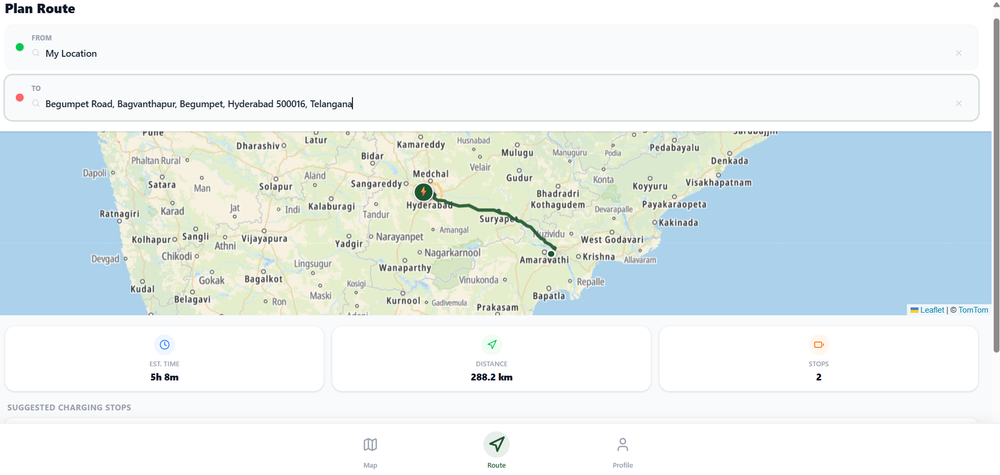 Plan Route
FROM
My Location
TO
Begumpet Road, Bagvanthapur, Begumpet, Hyderabad 500016, Telangana
Pune
Dharashiv
Latur
Kamareddy
Husnabad
Mulugu
Manuguru
Podia
Pedabayalu
Denkada
Phaltan Rural
Bidar
Velair
Dapoli
Satara
Man
Solapur
Aland
Sangareddy
Medchal
Gudur
Konta
Koyyuru
Visakhapatnam
Bhadradri
Kothagudem
Payakaraopeta
Devarapalle
Ratnagiri
Karad
Jat
Indi
Kalaburagi
Tandur
Hyderabad
Suryapet
Kakinada
Kolhapur
Sangli
Athni
Vijayapura
Yadgir
Narayanpet
Amangal
Nuzividu
West Godavari
Devgad
Chikodi
Lingsugur
Nagarkarnool
Wanaparthy
Amaravathi
Krishna
Allavaram
Kudal
Gokak
Bagalkot
Maski
Kosigi
Vinukonda
Repalle
Belagavi
Ron
Kurnool
Gadivemula
Prakasam
Bapatla
Leaflet | © TomTom
EST. TIME
5h 8m
DISTANCE
288.2 km
STOPS
2
SUGGESTED CHARGING STOPS
Map
Route
Profile